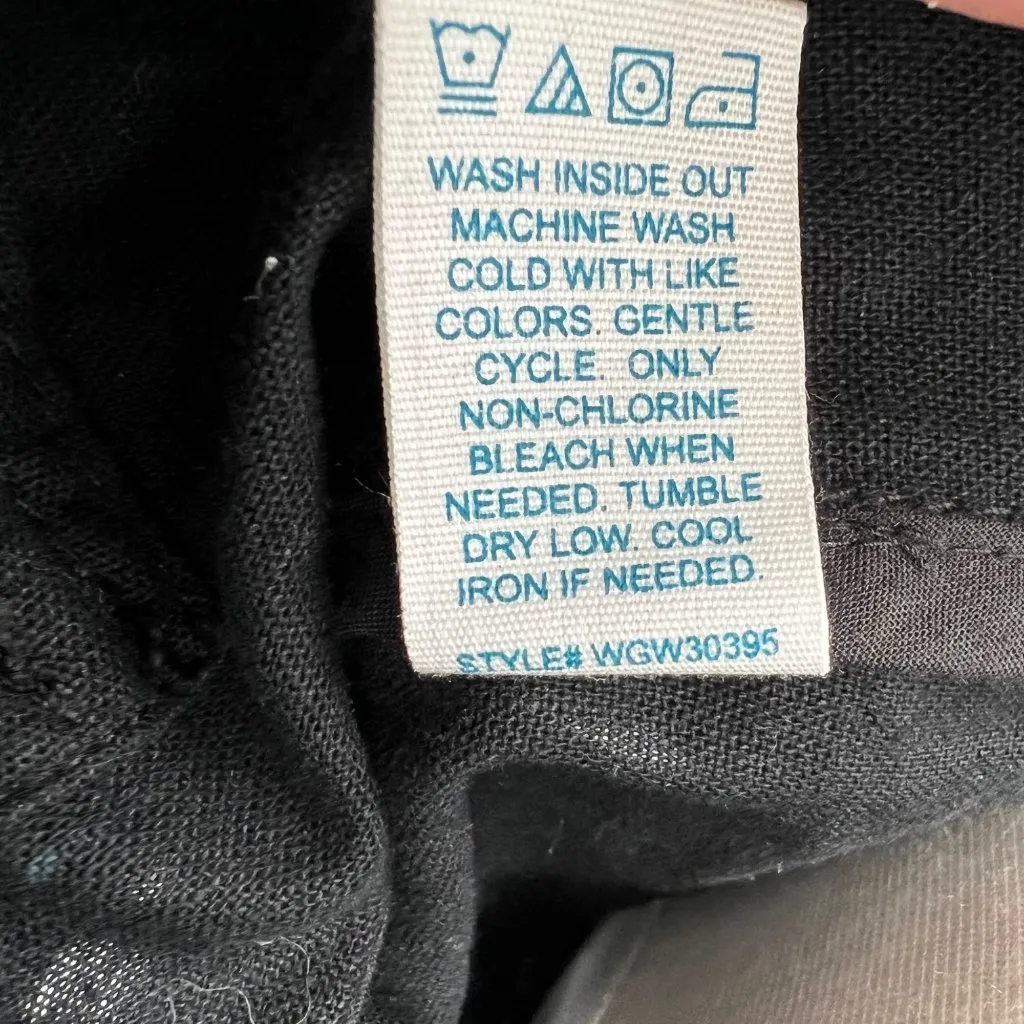 WASH INSIDE OUT
MACHINE WASH
COLD WITH LIKE
COLORS. GENTLE
CYCLE. ONLY
NON-CHLORINE
BLEACH WHEN
NEEDED. TUMBLE
DRY LOW. COOL
IRON IF NEEDED.
STYLE# WGW30395